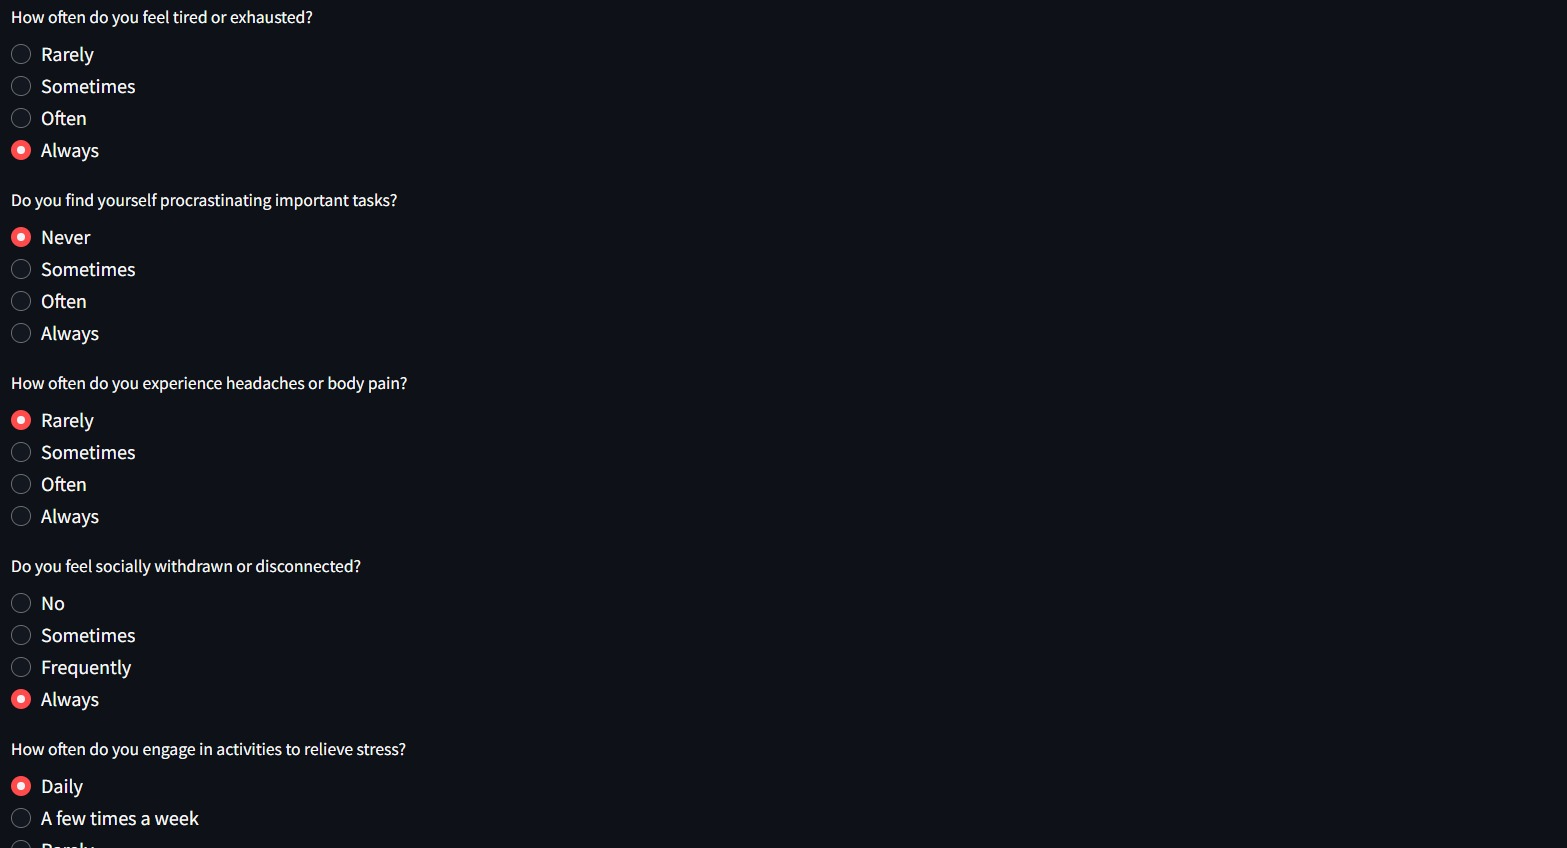 How often do you feel tired or exhausted?
Rarely
Sometimes
Often
Always
Do you find yourself procrastinating important tasks?
Never
Sometimes
Often
Always
How often do you experience headaches or body pain?
Rarely
Sometimes
Often
Always
Do you feel socially withdrawn or disconnected?
No
Sometimes
Frequently
Always
How often do you engage in activities to relieve stress?
Daily
A few times a week